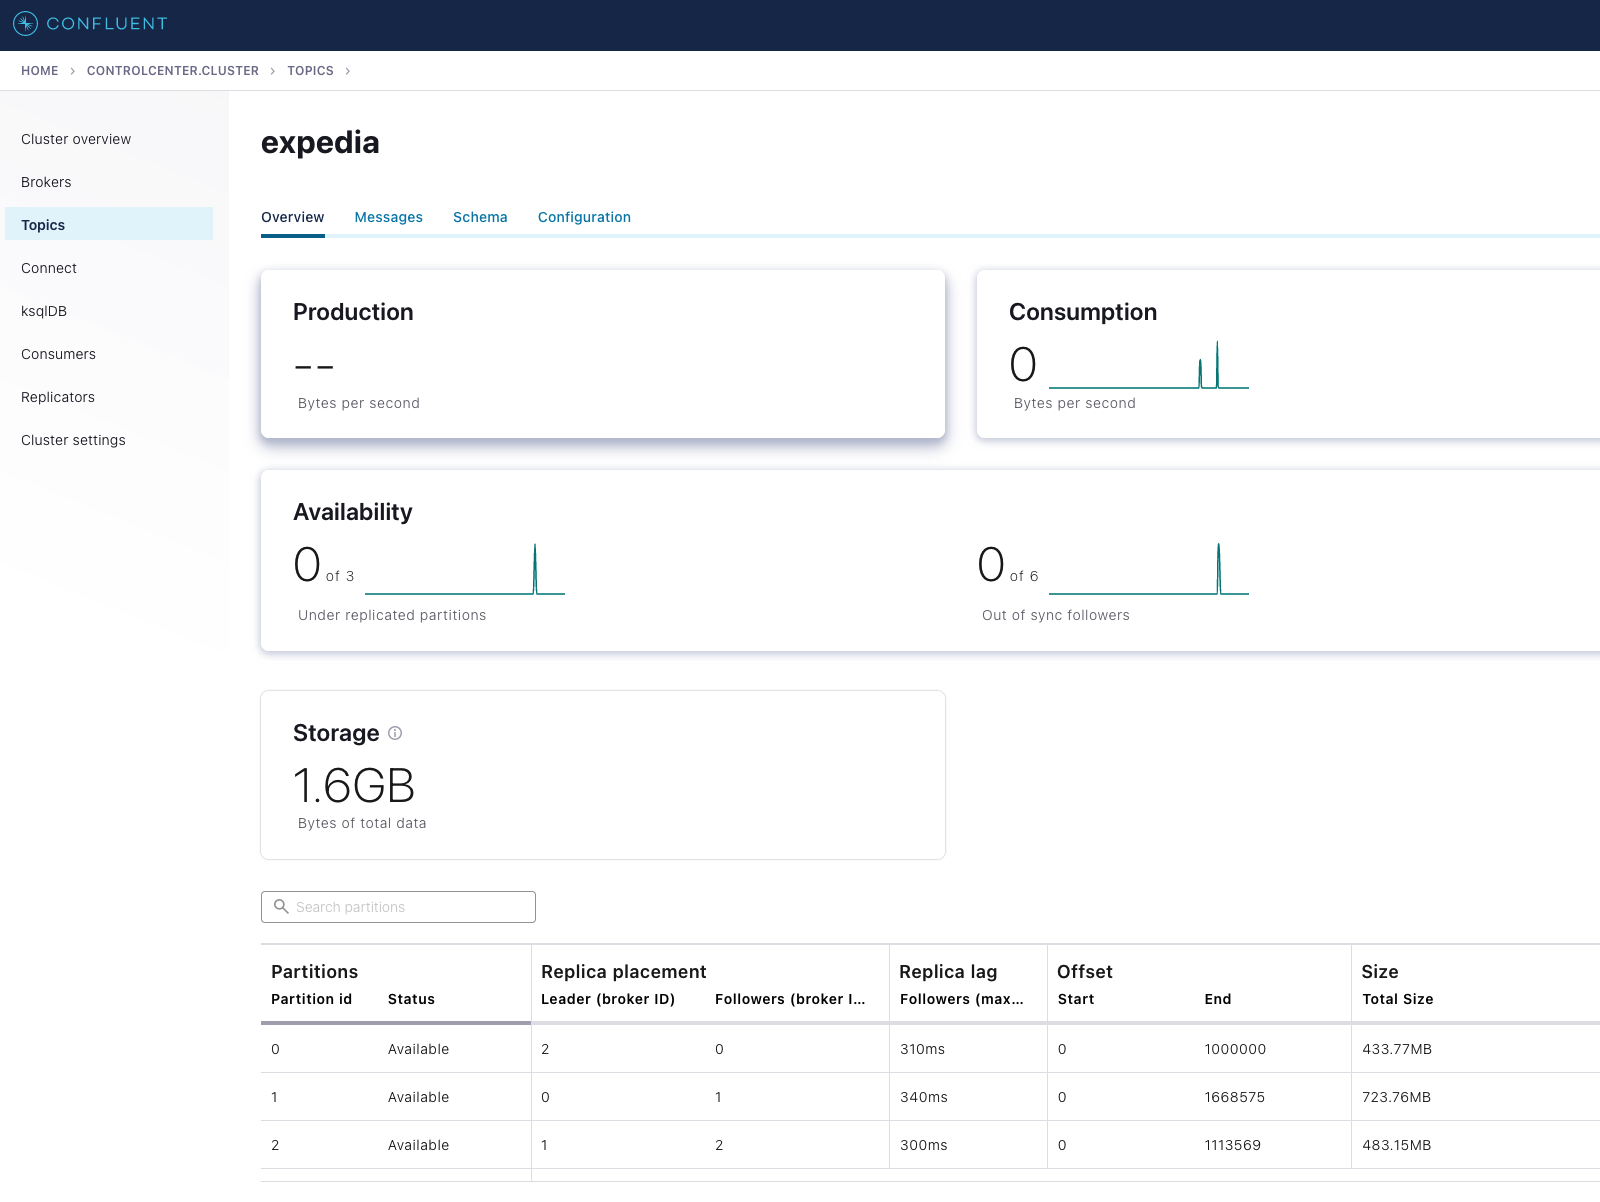 CONFLUENT
HOME > CONTROLCENTER.CLUSTER > TOPICS >
Cluster overview
Brokers
Topics
Connect
ksqlDB
Consumers
Replicators
Cluster settings
expedia
Overview Messages Schema Configuration
Production
--
Bytes per second
Consumption
0
Bytes per second
Availability
0 of 3
Under replicated partitions
0 of 6
Out of sync followers
Storage
1.6GB
Bytes of total data
Search partitions
Partitions Replica placement Replica lag Offset Size
Partition id Status Leader (broker ID) Followers (broker I... Followers (max... Start End Total Size
0 Available 2 0 310ms 0 1000000 433.77MB
1 Available 0 1 340ms 0 1668575 723.76MB
2 Available 1 2 300ms 0 1113569 483.15MB